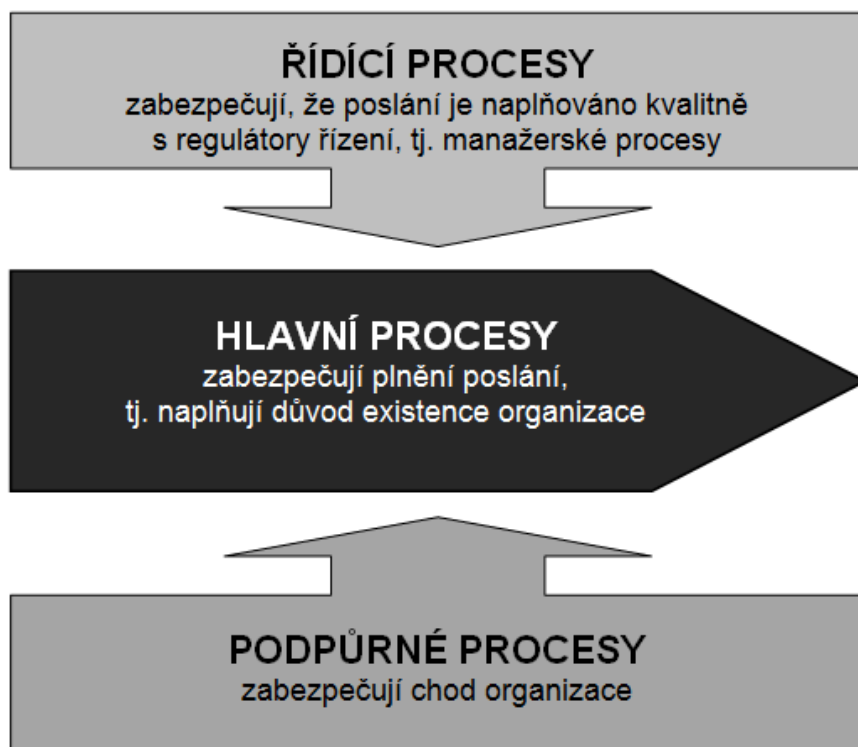 ŘÍDÍCÍ PROCESY
zabezpečují, že poslání je naplňováno kvalitně
s regulátory řízení, tj. manažerské procesy
HLAVNÍ PROCESY
zabezpečují plnění poslání,
tj. naplňují důvod existence organizace
PODPŮRNÉ PROCESY
zabezpečují chod organizace